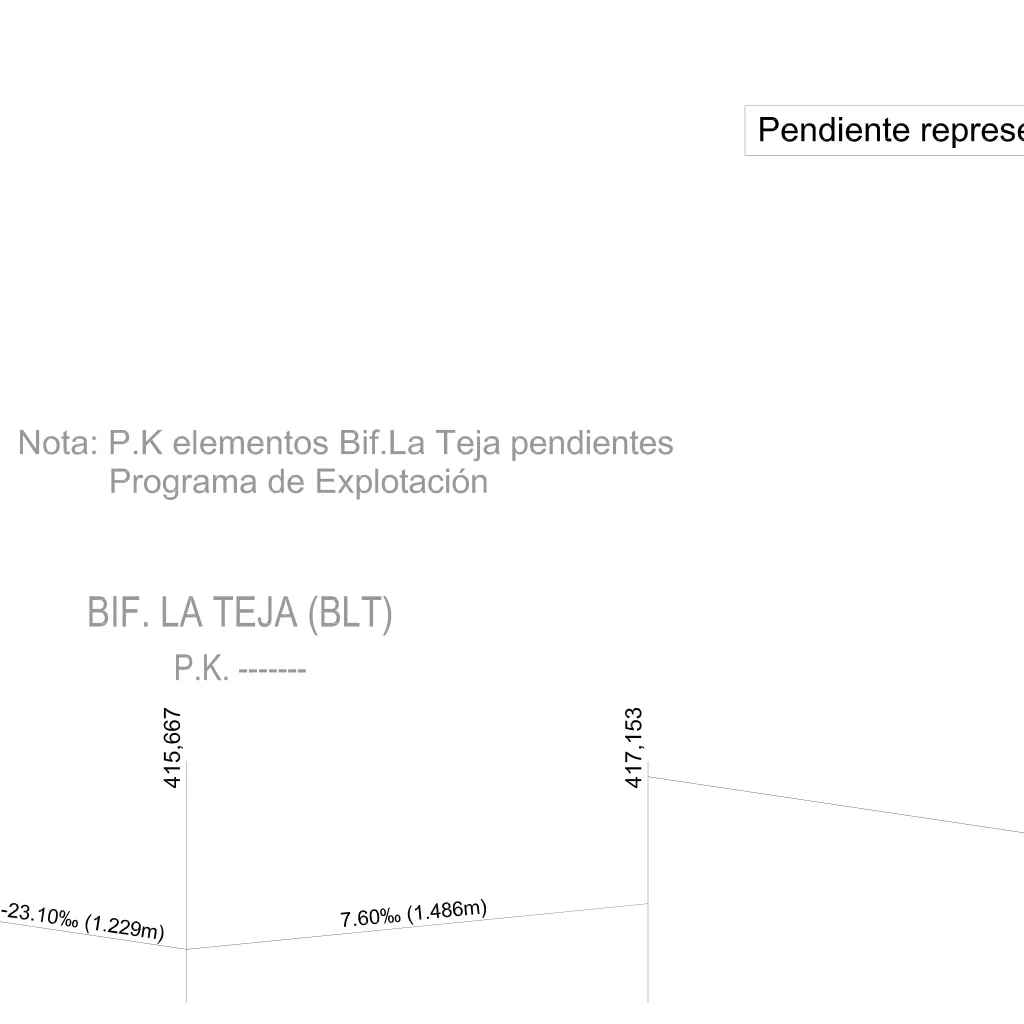 Pendiente
Nota: P.K elementos Bif.La Teja pendientes
Programa de Explotación
BIF. LA TEJA (BLT)
P.K. -------
415,667
417,153
-23.10‰ (1.229m)
7.60‰ (1.486m)